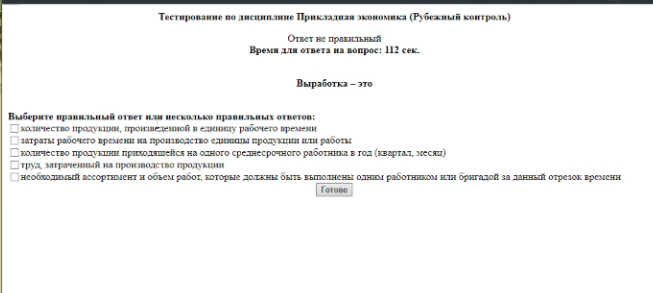 Тестирование по дисциплине Прикладная экономика (Рубежный контроль)
Ответ не правильный
Время для ответа на вопрос: 112 сек.
Выработка – это
Выберите правильный ответ или несколько правильных ответов:
количество продукции, произведенной в единицу рабочего времени
затраты рабочего времени на производство единицы продукции или работы
количество продукции приходящейся на одного среднесрочного работника в год (квартал, месяц)
труд, затраченный на производство продукции
необходимый ассортимент и объем работ, которые должны быть выполнены одним работником или бригадой за данный отрезок времени
Готово